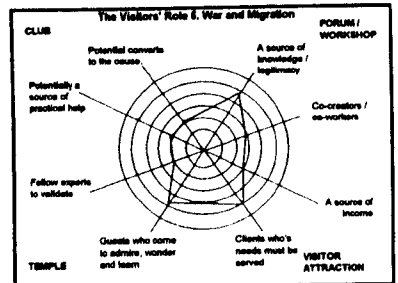 The Visitors' Role 6. War and Migration
CLUB
FORUM /
WORKSHOP
Potential converts
to the cause
A source of
knowledge /
legitimacy
Potentially a
source of
practical help
Co-creators /
co-workers
Fellow experts
to validate
A source of
income
Guests who come
to admire, wonder
and learn
Clients who's
needs must be
served
TEMPLE
VISITOR
ATTRACTION